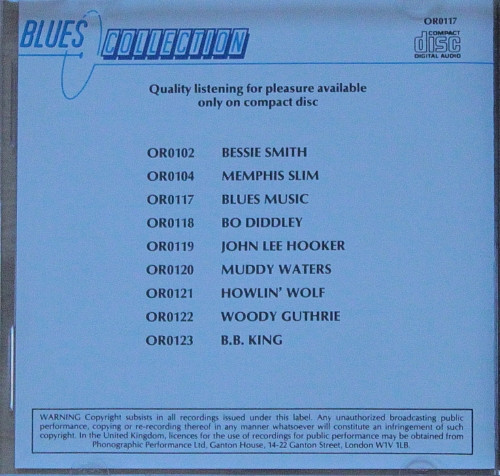 BLUES COLLECTION
OR0117
COMPACT
disc
DIGITAL AUDIO
Quality listening for pleasure available
only on compact disc
OR0102 BESSIE SMITH
OR0104 MEMPHIS SLIM
OR0117 BLUES MUSIC
OR0118 BO DIDDLEY
OR0119 JOHN LEE HOOKER
OR0120 MUDDY WATERS
OR0121 HOWLIN' WOLF
OR0122 WOODY GUTHRIE
OR0123 B.B. KING
WARNING Copyright subsists in all recordings issued under this label. Any unauthorized broadcasting public
performance, copying or re-recording thereof in any manner whatsoever will constitute an infringement of such
copyright. In the United Kingdom, licences for the use of recordings for public performance may be obtained from
Phonographic Performance Ltd, Ganton House, 14-22 Ganton Street, London W1V 1LB.